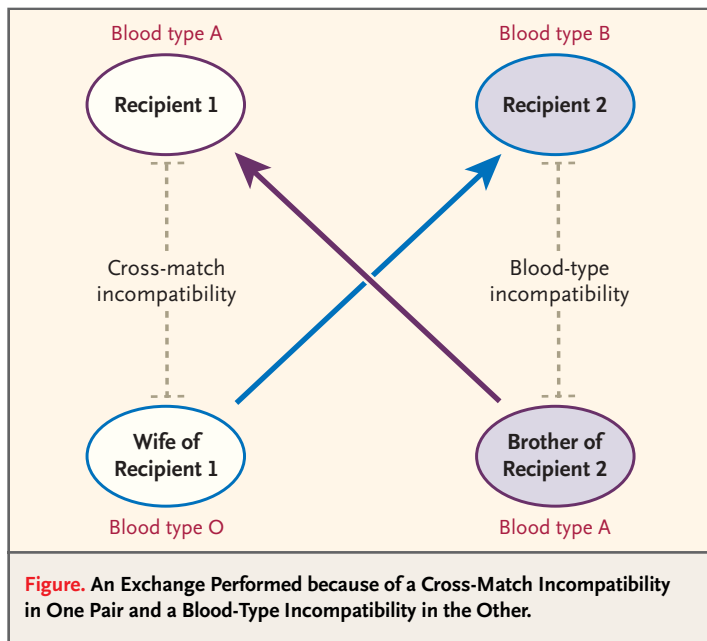 Blood type A
Blood type B
Recipient 1
Recipient 2
Cross-match
incompatibility
Blood-type
incompatibility
Wife of
Recipient 1
Brother of
Recipient 2
Blood type O
Blood type A
Figure. An Exchange Performed because of a Cross-Match Incompatibility
in One Pair and a Blood-Type Incompatibility in the Other.